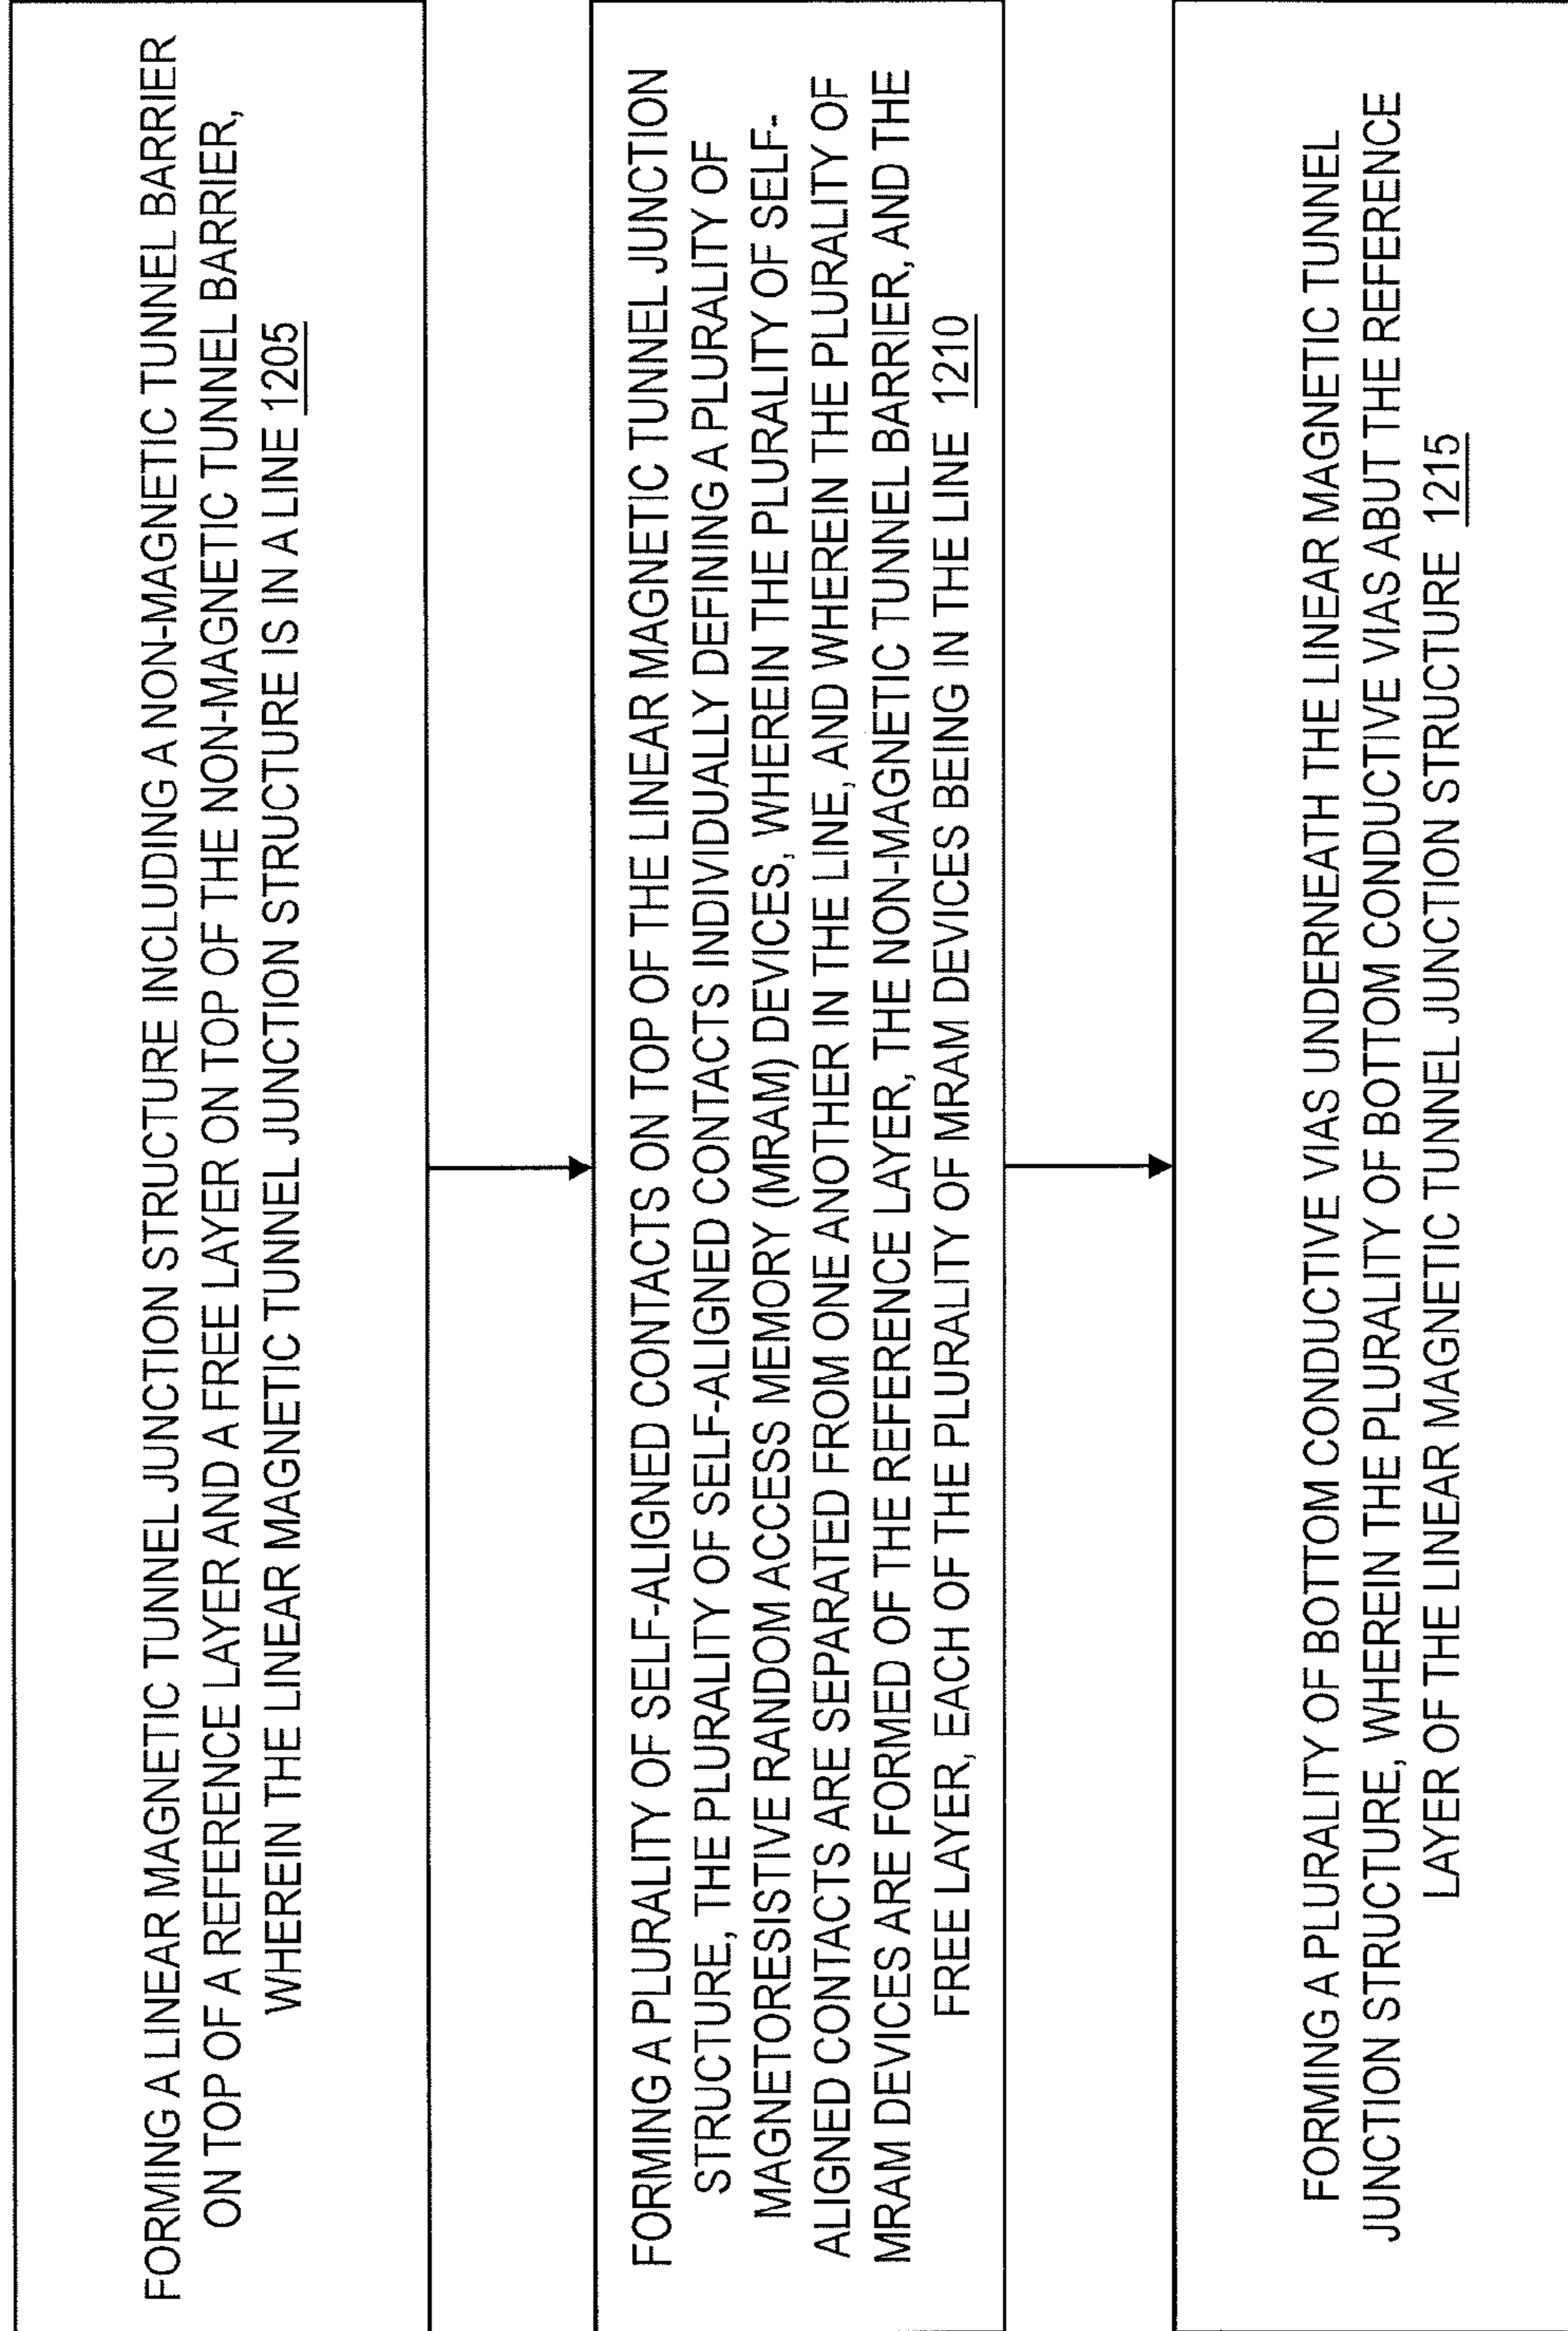 FORMING A LINEAR MAGNETIC TUNNEL JUNCTION STRUCTURE INCLUDING A NON-MAGNETIC TUNNEL BARRIER
ON TOP OF A REFERENCE LAYER AND A FREE LAYER ON TOP OF THE NON-MAGNETIC TUNNEL BARRIER,
WHEREIN THE LINEAR MAGNETIC TUNNEL JUNCTION STRUCTURE IS IN A LINE 1205
FORMING A PLURALITY OF SELF-ALIGNED CONTACTS ON TOP OF THE LINEAR MAGNETIC TUNNEL JUNCTION
STRUCTURE, THE PLURALITY OF SELF-ALIGNED CONTACTS INDIVIDUALLY DEFINING A PLURALITY OF
MAGNETORESISTIVE RANDOM ACCESS MEMORY (MRAM) DEVICES, WHEREIN THE PLURALITY OF SELF-
ALIGNED CONTACTS ARE SEPARATED FROM ONE ANOTHER IN THE LINE, AND WHEREIN THE PLURALITY OF
MRAM DEVICES ARE FORMED OF THE REFERENCE LAYER, THE NON-MAGNETIC TUNNEL BARRIER, AND THE
FREE LAYER, EACH OF THE PLURALITY OF MRAM DEVICES BEING IN THE LINE 1210
FORMING A PLURALITY OF BOTTOM CONDUCTIVE VIAS UNDERNEATH THE LINEAR MAGNETIC TUNNEL
JUNCTION STRUCTURE, WHEREIN THE PLURALITY OF BOTTOM CONDUCTIVE VIAS ABUT THE REFERENCE
LAYER OF THE LINEAR MAGNETIC TUNNEL JUNCTION STRUCTURE 1215